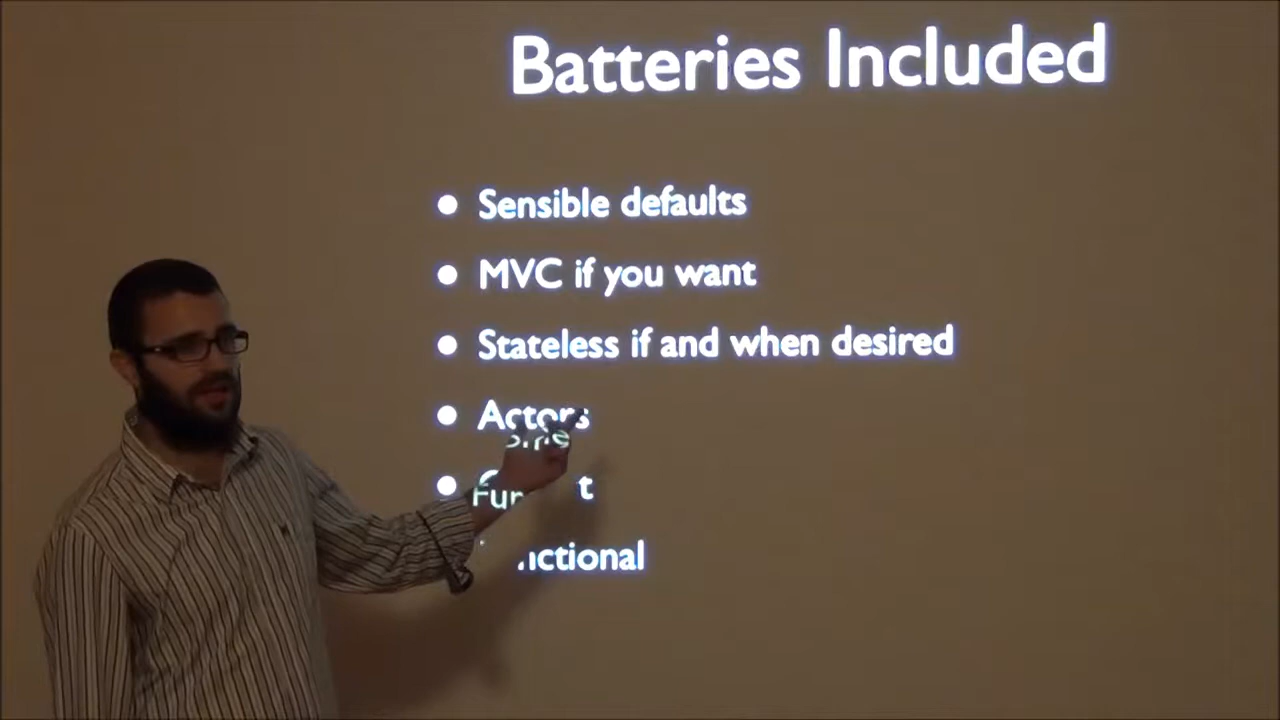 Batteries Included
Sensible defaults
MVC if you want
Stateless if and when desired
Actors